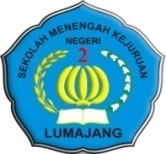 SEKOLAH MENENGAH KEJURUAN
NEGERI
2
LUMAJANG